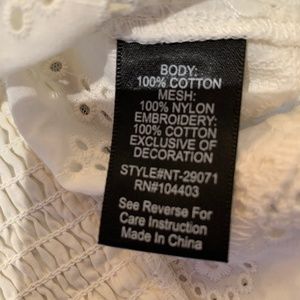 BODY:
100% COTTON
MESH:
100% NYLON
EMBROIDERY:
100% COTTON
EXCLUSIVE OF
DECORATION
STYLE#NT-29071
RN#104403
See Reverse For
Care Instruction
Made In China